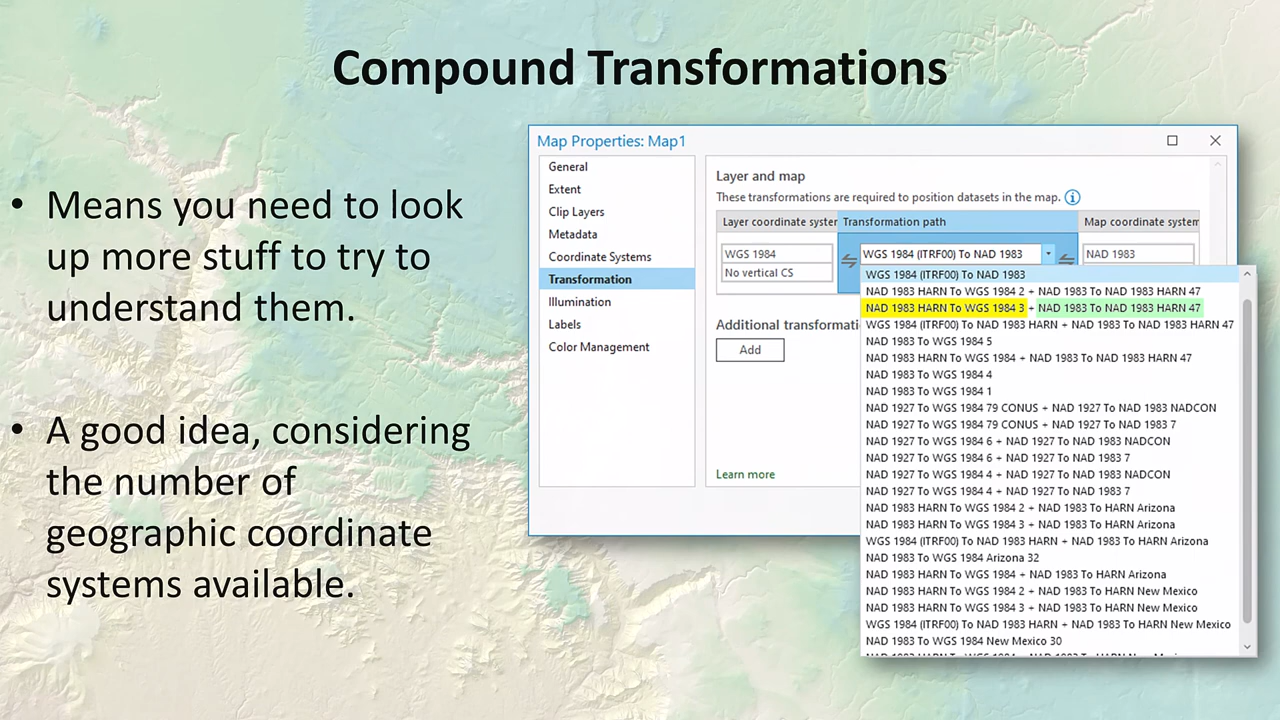 Compound Transformations
• Means you need to look
up more stuff to try to
understand them.
• A good idea, considering
the number of
geographic coordinate
systems available.
Map Properties: Map1
General
Extent
Clip Layers
Metadata
Coordinate Systems
Transformation
Illumination
Labels
Color Management
Layer and map
These transformations are required to position datasets in the map.
Layer coordinate system Transformation path Map coordinate system
WGS 1984 WGS 1984 (ITRF00) To NAD 1983 NAD 1983
No vertical CS
Additional transformati
Add
Learn more
WGS 1984 (ITRF00) To NAD 1983
NAD 1983 HARN To WGS 1984 2 + NAD 1983 To NAD 1983 HARN 47
NAD 1983 HARN To WGS 1984 3 + NAD 1983 To NAD 1983 HARN 47
WGS 1984 (ITRF00) To NAD 1983 HARN + NAD 1983 To NAD 1983 HARN 47
NAD 1983 To WGS 1984 5
NAD 1983 HARN To WGS 1984 + NAD 1983 To NAD 1983 HARN 47
NAD 1983 To WGS 1984 4
NAD 1983 To WGS 1984 1
NAD 1927 To WGS 1984 79 CONUS + NAD 1927 To NAD 1983 NADCON
NAD 1927 To WGS 1984 79 CONUS + NAD 1927 To NAD 1983 7
NAD 1927 To WGS 1984 6 + NAD 1927 To NAD 1983 NADCON
NAD 1927 To WGS 1984 6 + NAD 1927 To NAD 1983 7
NAD 1927 To WGS 1984 4 + NAD 1927 To NAD 1983 NADCON
NAD 1927 To WGS 1984 4 + NAD 1927 To NAD 1983 7
NAD 1983 HARN To WGS 1984 2 + NAD 1983 To HARN Arizona
NAD 1983 HARN To WGS 1984 3 + NAD 1983 To HARN Arizona
WGS 1984 (ITRF00) To NAD 1983 HARN + NAD 1983 To HARN Arizona
NAD 1983 To WGS 1984 Arizona 32
NAD 1983 HARN To WGS 1984 + NAD 1983 To HARN Arizona
NAD 1983 HARN To WGS 1984 2 + NAD 1983 To HARN New Mexico
NAD 1983 HARN To WGS 1984 3 + NAD 1983 To HARN New Mexico
WGS 1984 (ITRF00) To NAD 1983 HARN + NAD 1983 To HARN New Mexico
NAD 1983 To WGS 1984 New Mexico 30